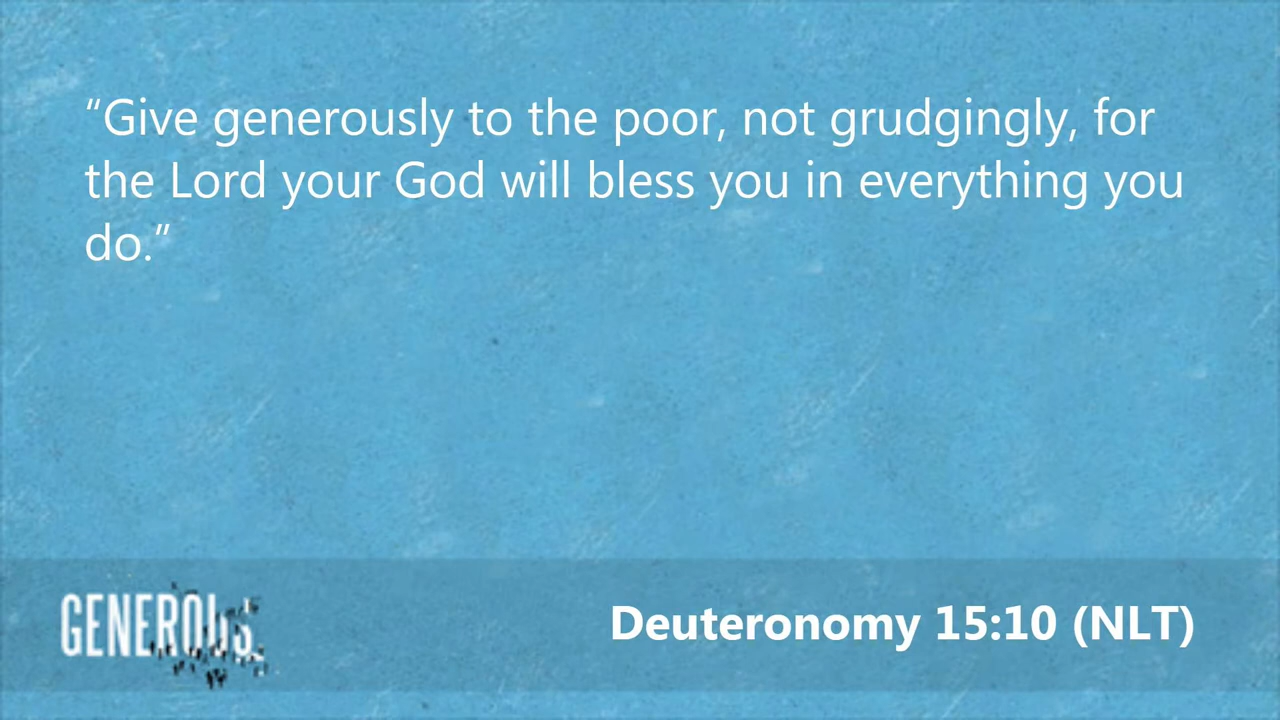 “Give generously to the poor, not grudgingly, for
the Lord your God will bless you in everything you
do.”
GENEROUS
Deuteronomy 15:10 (NLT)